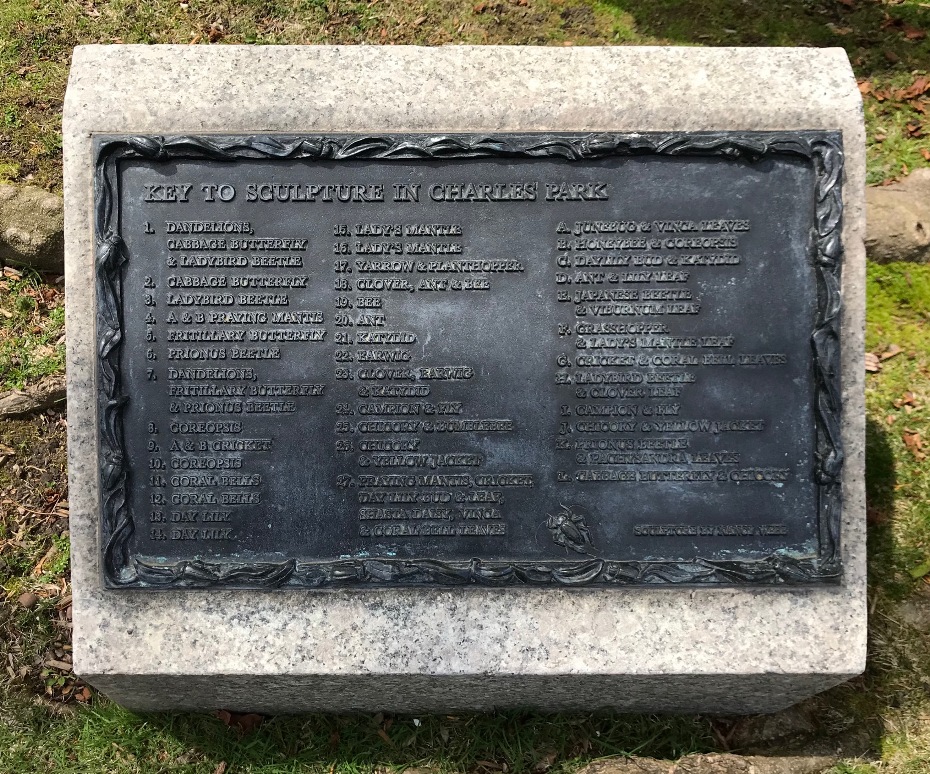 KEY TO SCULPTURE IN CHARLES PARK
1. DANDELIONS,
CABBAGE BUTTERFLY
& LADYBIRD BEETLE
2. CABBAGE BUTTERFLY
3. LADYBIRD BEETLE
4. A & B PRAYING MANTIS
5. FRITILLARY BUTTERFLY
6. PRIONUS BEETLE
7. DANDELIONS,
FRITILLARY BUTTERFLY
& PRIONUS BEETLE
8. COREOPSIS
9. A & B CRICKET
10. COREOPSIS
11. CORAL BELLS
12. CORAL BELLS
13. DAY LILY
14. DAY LILY
15. LADY'S MANTLE
16. LADY'S MANTLE
17. YARROW & PLANTHOPPER
18. CLOVER, ANT & BEE
19. BEE
20. ANT
21. KATYDID
22. EARWIG
23. CLOVER, EARWIG
& KATYDID
24. CAMPION & FLY
25. CHICORY & BUMBLEBEE
26. CHICORY
& YELLOW JACKET
27. PRAYING MANTIS, CRICKET
DAY LILY BUD & LEAF,
SHASTA DAISY, VINCA
& CORAL BELL LEAVES
A. JUNEBUG & VINCA LEAVES
B. HONEYBEE & COREOPSIS
C. DAYLILY BUD & KATYDID
D. ANT & LILY LEAF
E. JAPANESE BEETLE
& VIBURNUM LEAF
F. GRASSHOPPER
& LADY'S MANTLE LEAF
G. CRICKET & CORAL BELL LEAVES
H. LADYBIRD BEETLE
& CLOVER LEAF
I. CAMPION & FLY
J. CHICORY & YELLOW JACKET
K. PRIONUS BEETLE
& PACHYSANDRA LEAVES
L. CABBAGE BUTTERFLY & CHICORY
SCULPTURE BY